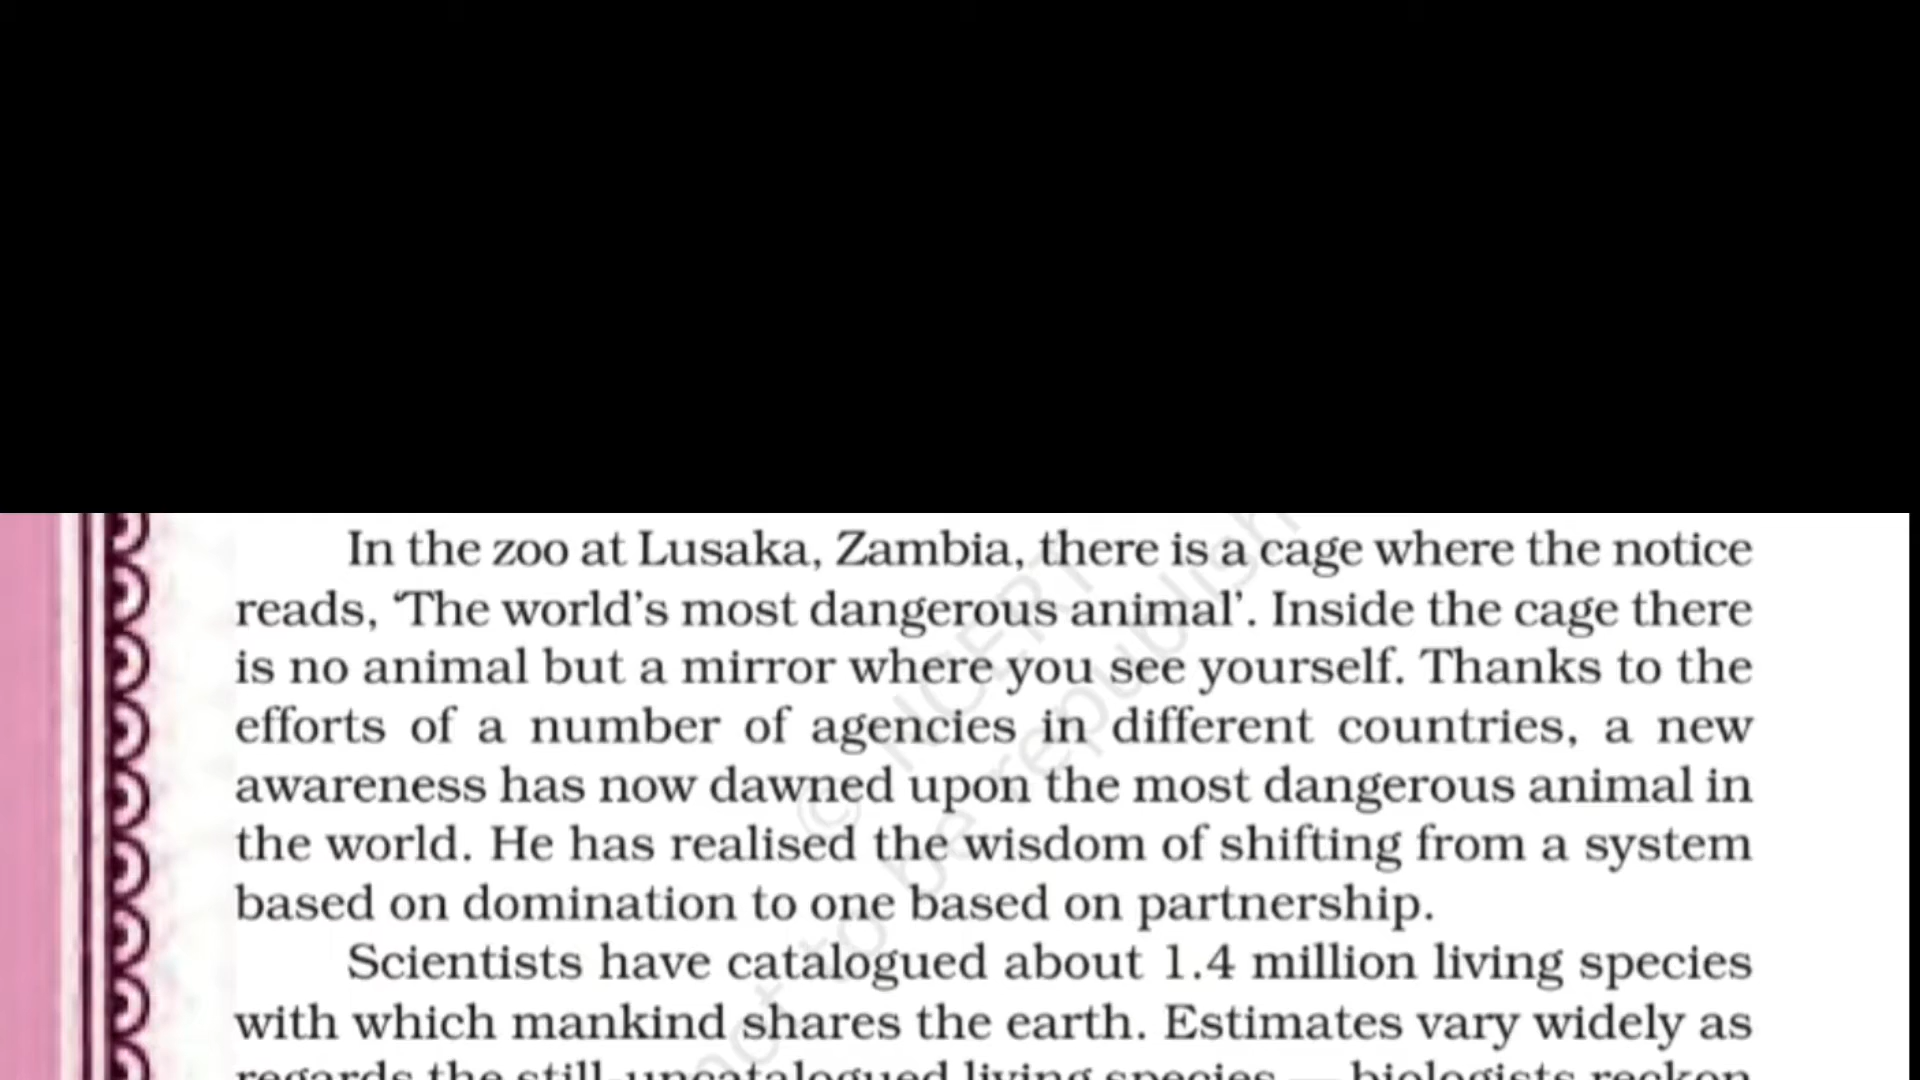 In the zoo at Lusaka, Zambia, there is a cage where the notice
reads, ‘The world’s most dangerous animal’. Inside the cage there
is no animal but a mirror where you see yourself. Thanks to the
efforts of a number of agencies in different countries, a new
awareness has now dawned upon the most dangerous animal in
the world. He has realised the wisdom of shifting from a system
based on domination to one based on partnership.
Scientists have catalogued about 1.4 million living species
with which mankind shares the earth. Estimates vary widely as
regards the still-uncatalogued living species — biologists reckon
© NCERT
not to be republish